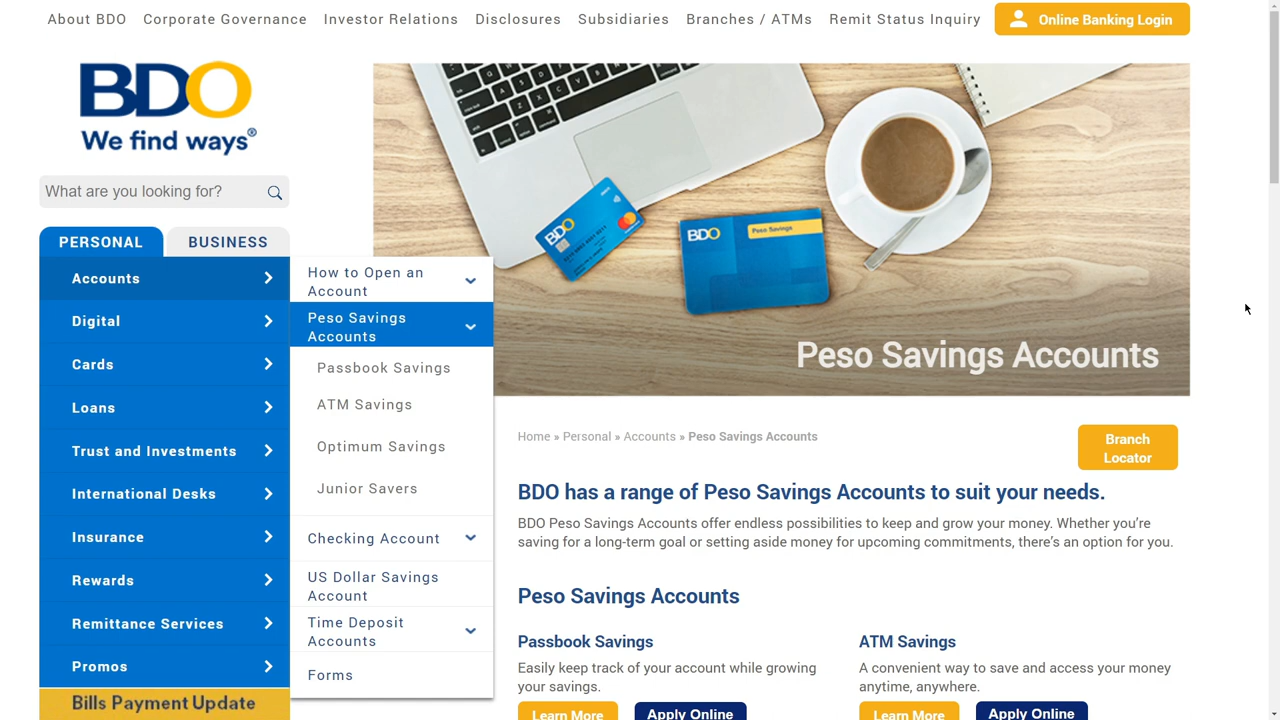 About BDO
Corporate Governance
Investor Relations
Disclosures
Subsidiaries
Branches / ATMs
Remit Status Inquiry
Online Banking Login
BDO
We find ways®
What are you looking for?
PERSONAL
BUSINESS
Accounts
Digital
Cards
Loans
Trust and Investments
International Desks
Insurance
Rewards
Remittance Services
Promos
Bills Payment Update
How to Open an
Account
Peso Savings
Accounts
Passbook Savings
ATM Savings
Optimum Savings
Junior Savers
Checking Account
US Dollar Savings
Account
Time Deposit
Accounts
Forms
BDO
BDO
Peso Savings
Peso Savings Accounts
Home » Personal » Accounts » Peso Savings Accounts
Branch
Locator
BDO has a range of Peso Savings Accounts to suit your needs.
BDO Peso Savings Accounts offer endless possibilities to keep and grow your money. Whether you’re
saving for a long-term goal or setting aside money for upcoming commitments, there’s an option for you.
Peso Savings Accounts
Passbook Savings
Easily keep track of your account while growing
your savings.
Learn More
Apply Online
ATM Savings
A convenient way to save and access your money
anytime, anywhere.
Learn More
Apply Online